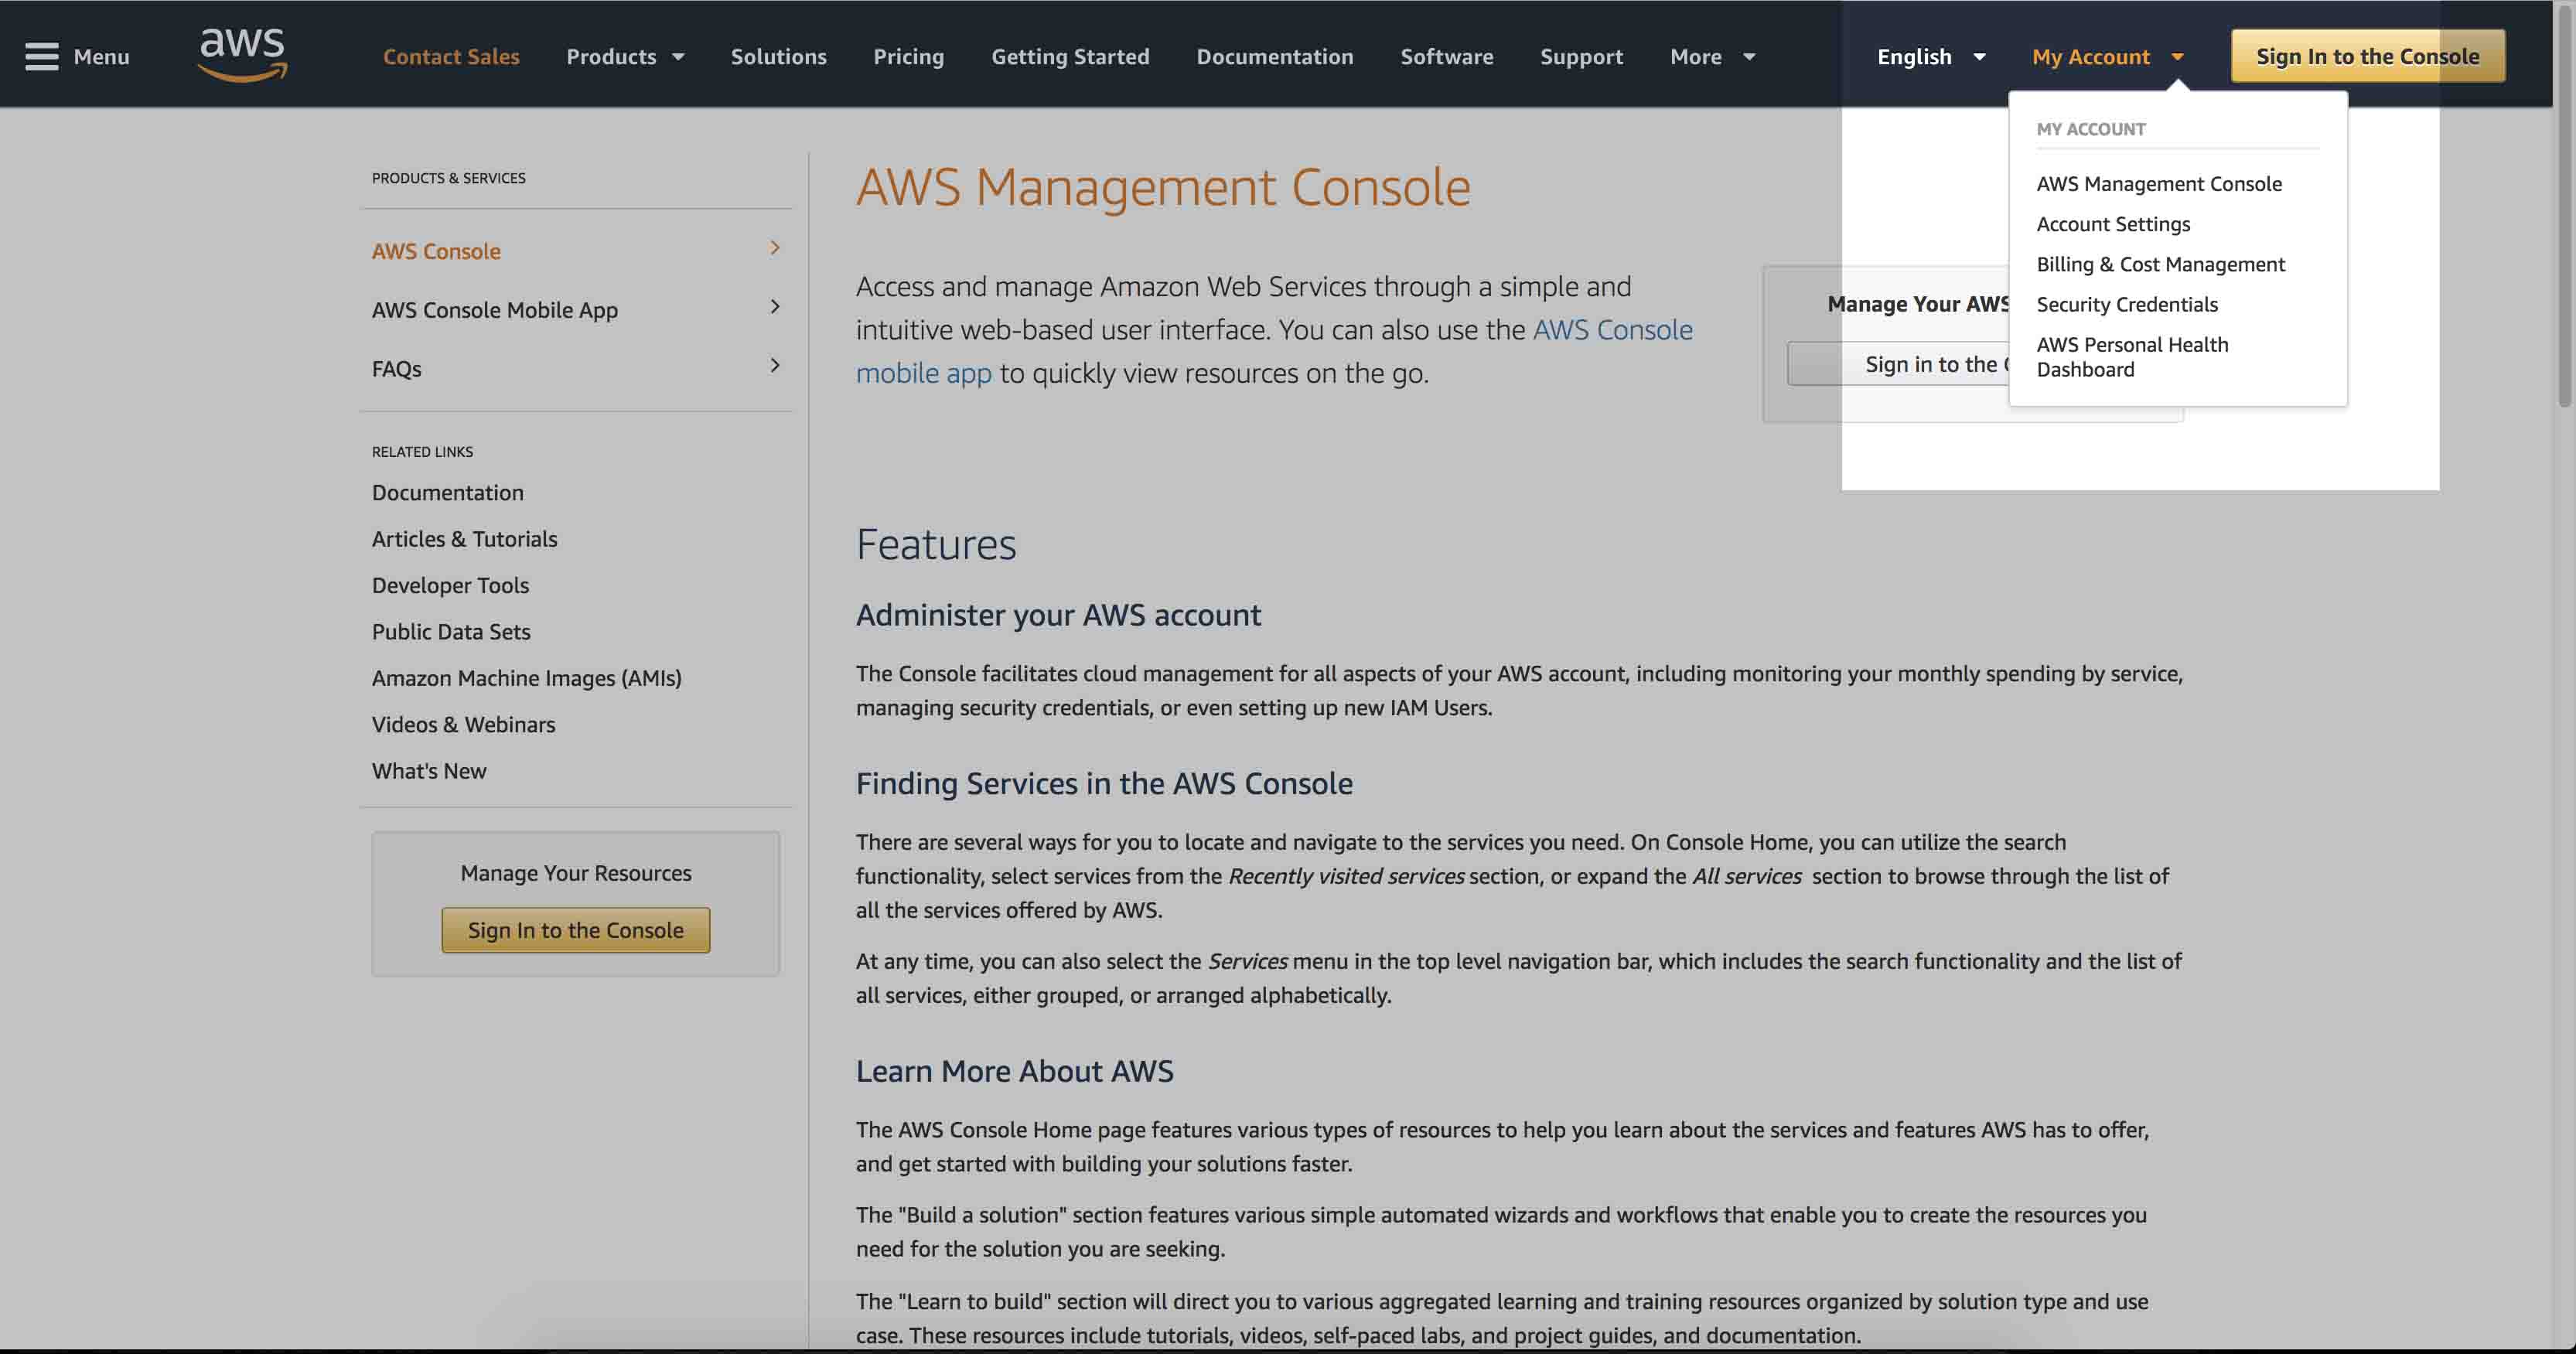 Menu
aws
Contact Sales
Products
Solutions
Pricing
Getting Started
Documentation
Software
Support
More
English
My Account
Sign In to the Console
MY ACCOUNT
AWS Management Console
Account Settings
Billing & Cost Management
Security Credentials
AWS Personal Health
Dashboard
PRODUCTS & SERVICES
AWS Console
AWS Console Mobile App
FAQs
RELATED LINKS
Documentation
Articles & Tutorials
Developer Tools
Public Data Sets
Amazon Machine Images (AMIs)
Videos & Webinars
What's New
Manage Your Resources
Sign In to the Console
AWS Management Console
Access and manage Amazon Web Services through a simple and
intuitive web-based user interface. You can also use the AWS Console
mobile app to quickly view resources on the go.
Manage Your AWS
Sign in to the
Features
Administer your AWS account
The Console facilitates cloud management for all aspects of your AWS account, including monitoring your monthly spending by service,
managing security credentials, or even setting up new IAM Users.
Finding Services in the AWS Console
There are several ways for you to locate and navigate to the services you need. On Console Home, you can utilize the search
functionality, select services from the Recently visited services section, or expand the All services section to browse through the list of
all the services offered by AWS.
At any time, you can also select the Services menu in the top level navigation bar, which includes the search functionality and the list of
all services, either grouped, or arranged alphabetically.
Learn More About AWS
The AWS Console Home page features various types of resources to help you learn about the services and features AWS has to offer,
and get started with building your solutions faster.
The "Build a solution" section features various simple automated wizards and workflows that enable you to create the resources you
need for the solution you are seeking.
The "Learn to build" section will direct you to various aggregated learning and training resources organized by solution type and use
case. These resources include tutorials, videos, self-paced labs, and project guides, and documentation.